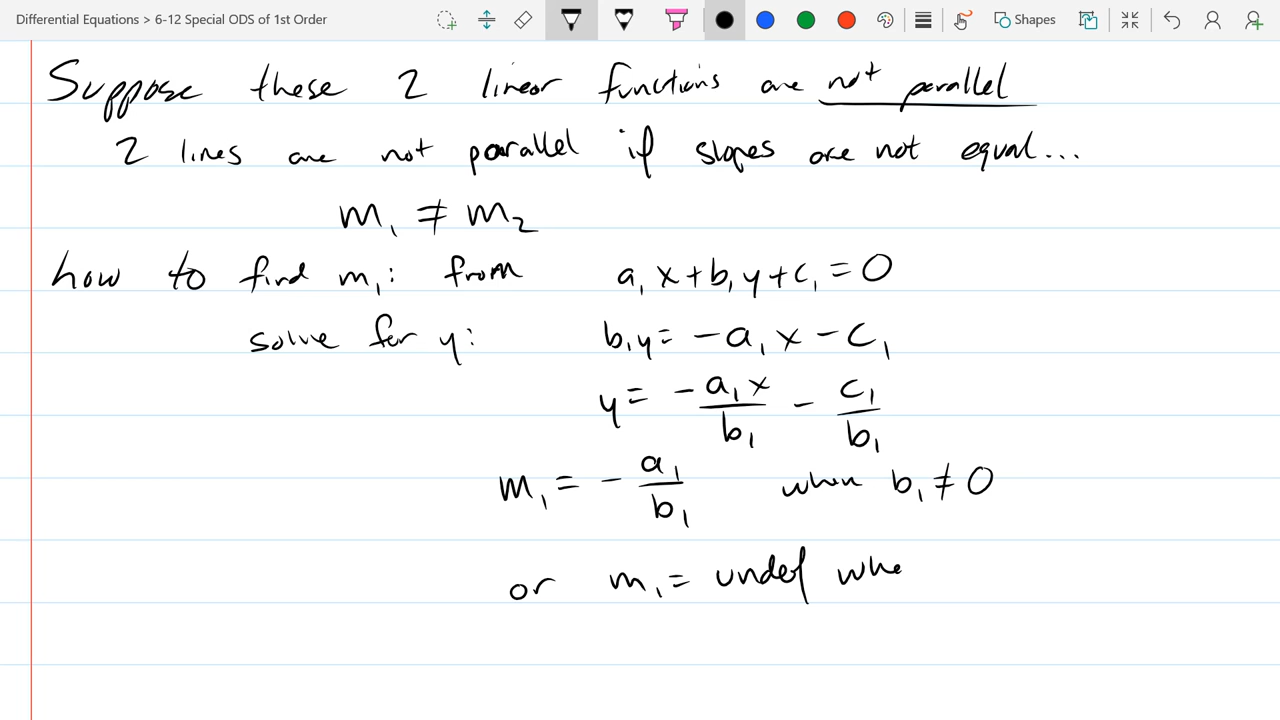 Differential Equations > 6-12 Special ODS of 1st Order Shapes
Suppose these 2 linear functions are not parallel
2 lines are not parallel if slopes are not equal...
m₁ ≠ m₂
how to find m₁: from a₁x+b₁y+c₁=0
solve for y: b₁y = -a₁x - c₁
y = -a₁x/b₁ - c₁/b₁
m₁ = -a₁/b₁ when b₁ ≠ 0
or m₁ = undef whe